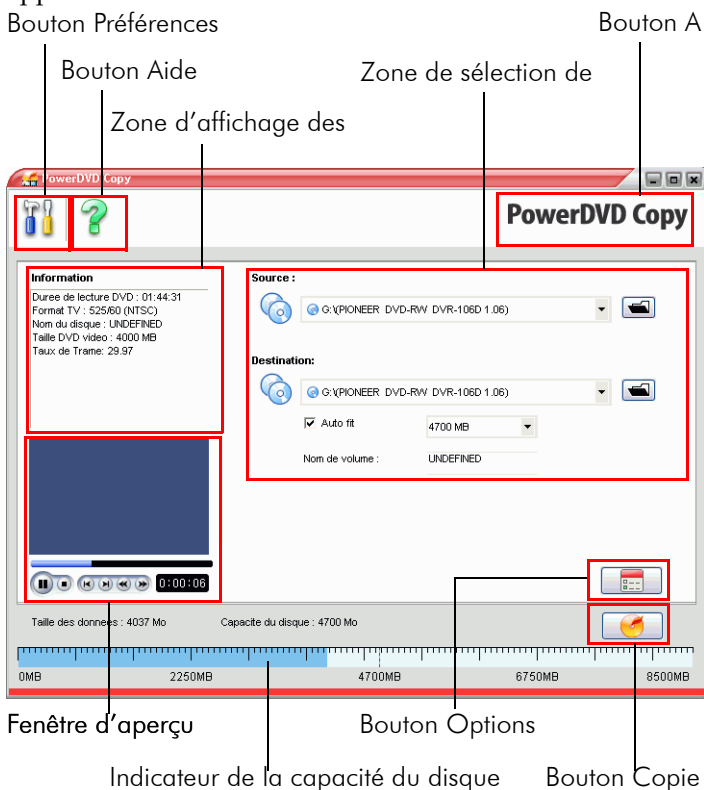 Bouton Préférences
Bouton A
Bouton Aide
Zone de sélection de
Zone d'affichage des
PowerDVD Copy
PowerDVD Copy
Information
Duree de lecture DVD : 01:44:31
Format TV : 525/60 (NTSC)
Nom du disque : UNDEFINED
Taille DVD video : 4000 MB
Taux de Trame: 29.97
Source :
G:\(PIONEER DVD-RW DVR-106D 1.06)
Destination:
G:\(PIONEER DVD-RW DVR-106D 1.06)
Auto fit
4700 MB
Nom de volume :
UNDEFINED
0:00:06
Taille des donnees : 4037 Mo
Capacite du disque : 4700 Mo
0MB
2250MB
4700MB
6750MB
8500MB
Fenêtre d'aperçu
Bouton Options
Indicateur de la capacité du disque
Bouton Copie